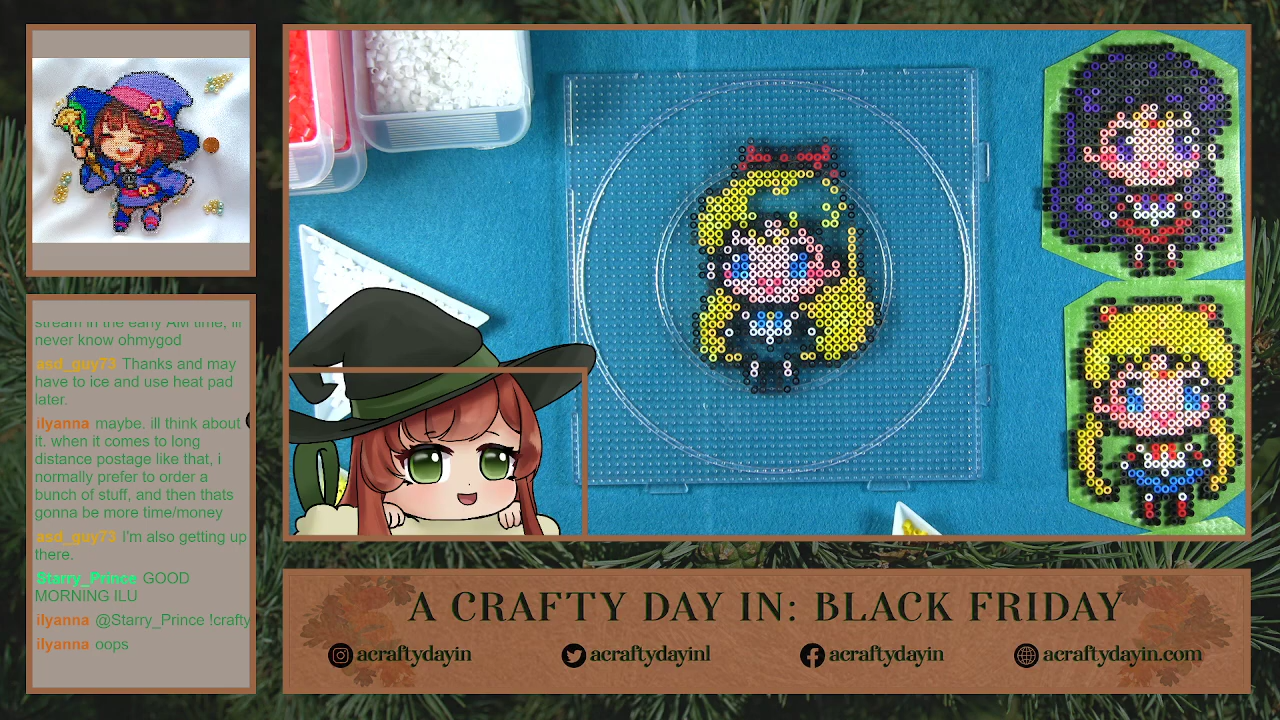 stream in the early AM time, ill
never know ohmygod
asd_guy73 Thanks and may
have to ice and use heat pad
later.
ilyanna maybe. ill think about
it. when it comes to long
distance postage like that, i
normally prefer to order a
bunch of stuff, and then thats
gonna be more time/money
asd_guy73 I'm also getting up
there.
Starry_Prince GOOD
MORNING ILU
ilyanna @Starry_Prince !crafty
ilyanna oops
A CRAFTY DAY IN: BLACK FRIDAY
acraftydayin
acraftydayinl
acraftydayin
acraftydayin.com